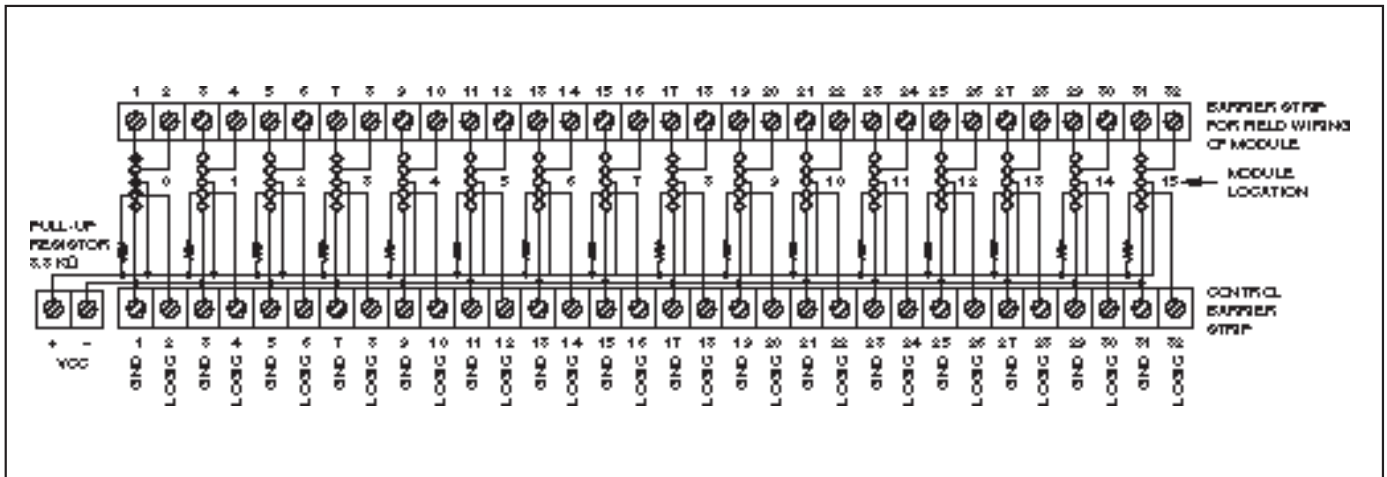 1 2 3 4 5 6 7 8 9 10 11 12 13 14 15 16 17 18 19 20 21 22 23 24 25 26 27 28 29 30 31 32
BARRIER STRIP
FOR FIELD WIRING
OF MODULE
0 1 2 3 4 5 6 7 8 9 10 11 12 13 14 15
MODULE
LOCATION
PULL-UP
RESISTOR
3.3 KΩ
CONTROL
BARRIER
STRIP
+ -
VCC
1 2 3 4 5 6 7 8 9 10 11 12 13 14 15 16 17 18 19 20 21 22 23 24 25 26 27 28 29 30 31 32
GND LOGIC GND LOGIC GND LOGIC GND LOGIC GND LOGIC GND LOGIC GND LOGIC GND LOGIC GND LOGIC GND LOGIC GND LOGIC GND LOGIC GND LOGIC GND LOGIC GND LOGIC GND LOGIC